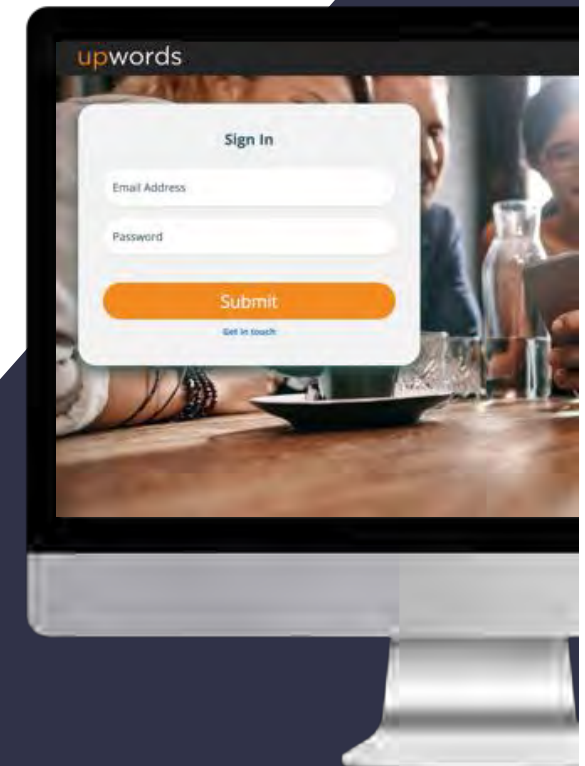 upwords
Sign In
Email Address
Password
Submit
Get in touch